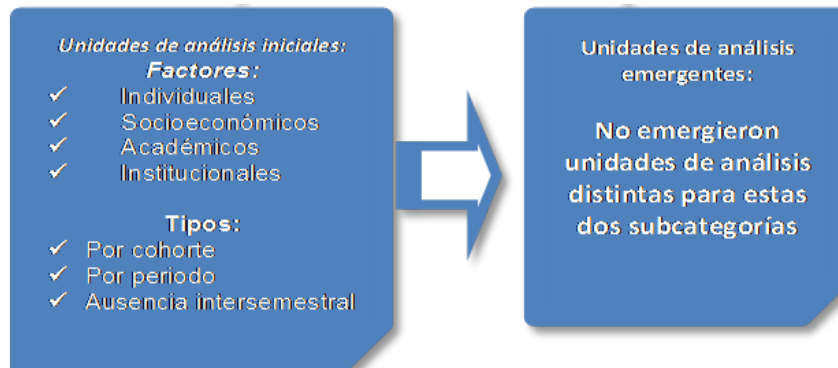 Unidades de análisis iniciales:
Factores:
✓ Individuales
✓ Socioeconómicos
✓ Académicos
✓ Institucionales
Tipos:
✓ Por cohorte
✓ Por periodo
✓ Ausencia intersemestral
Unidades de análisis
emergentes:
No emergieron
unidades de análisis
distintas para estas
dos subcategorías